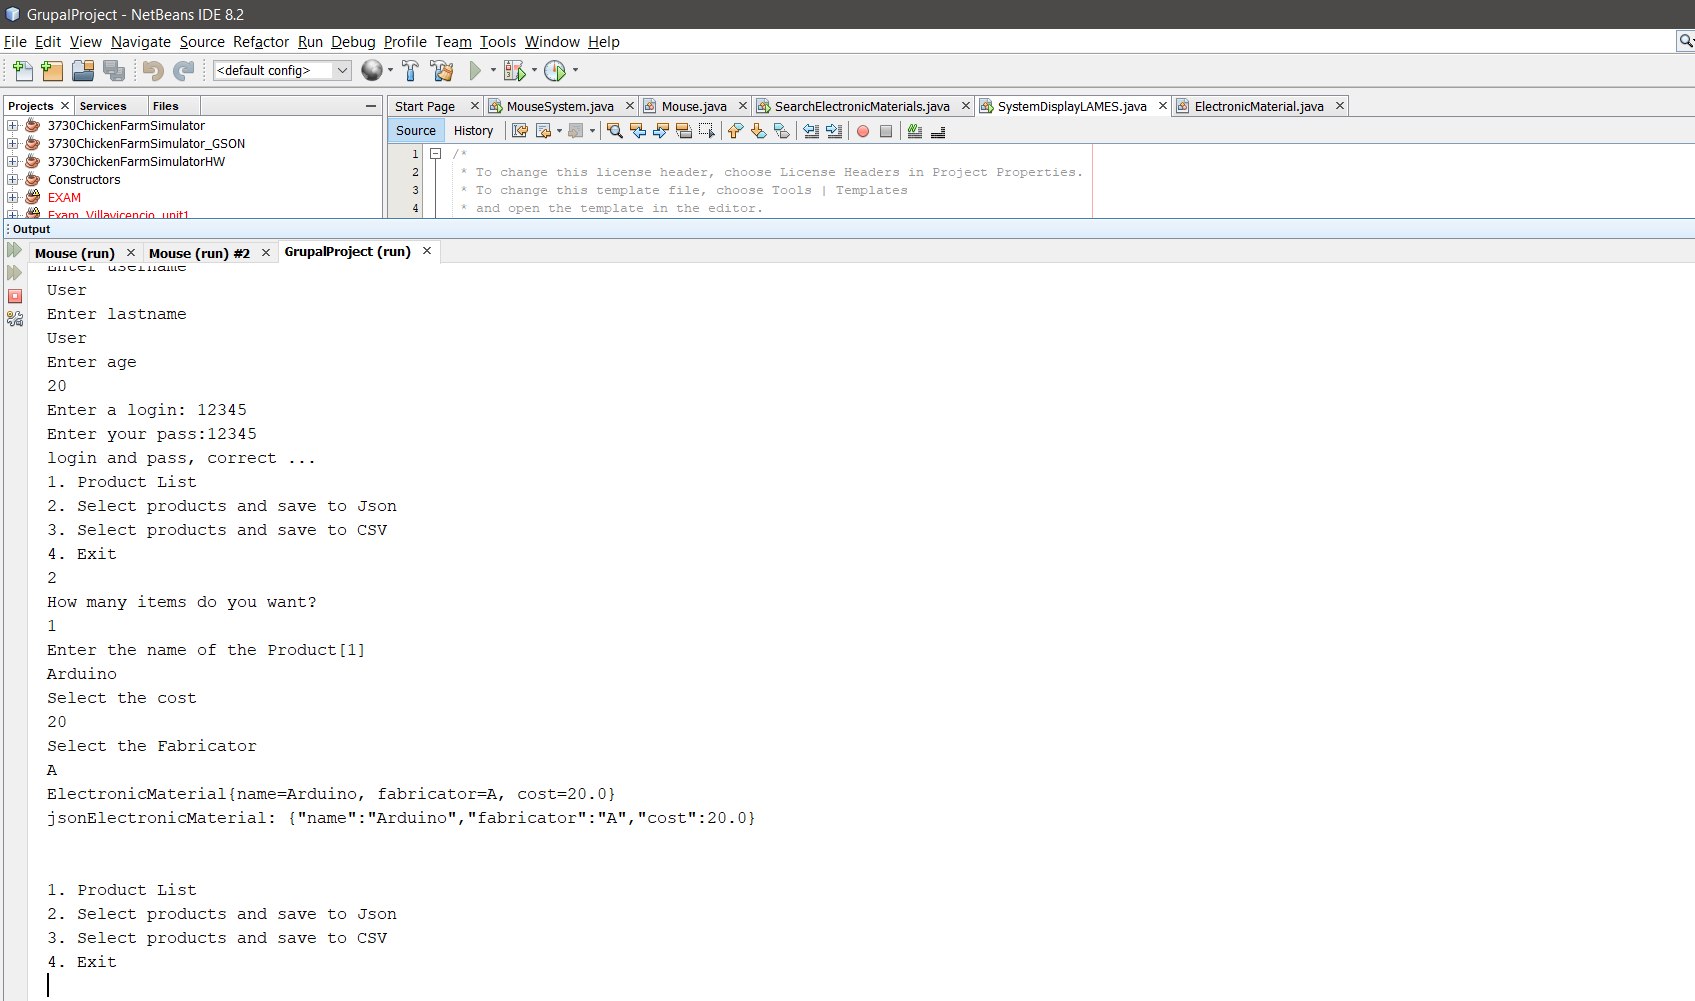 GrupalProject - NetBeans IDE 8.2
File Edit View Navigate Source Refactor Run Debug Profile Team Tools Window Help
<default config>
Projects Services Files
Start Page MouseSystem.java Mouse.java SearchElectronicMaterials.java SystemDisplayLAMES.java ElectronicMaterial.java
Source History
3730ChickenFarmSimulator
3730ChickenFarmSimulator_GSON
3730ChickenFarmSimulatorHW
Constructors
EXAM
Exam_Villavicencio_unit1
1 /*
2 * To change this license header, choose License Headers in Project Properties.
3 * To change this template file, choose Tools | Templates
4 * and open the template in the editor.
Output
Mouse (run) Mouse (run) #2 GrupalProject (run)
Enter username
User
Enter lastname
User
Enter age
20
Enter a login: 12345
Enter your pass:12345
login and pass, correct ...
1. Product List
2. Select products and save to Json
3. Select products and save to CSV
4. Exit
2
How many items do you want?
1
Enter the name of the Product[1]
Arduino
Select the cost
20
Select the Fabricator
A
ElectronicMaterial{name=Arduino, fabricator=A, cost=20.0}
jsonElectronicMaterial: {"name":"Arduino","fabricator":"A","cost":20.0}
1. Product List
2. Select products and save to Json
3. Select products and save to CSV
4. Exit